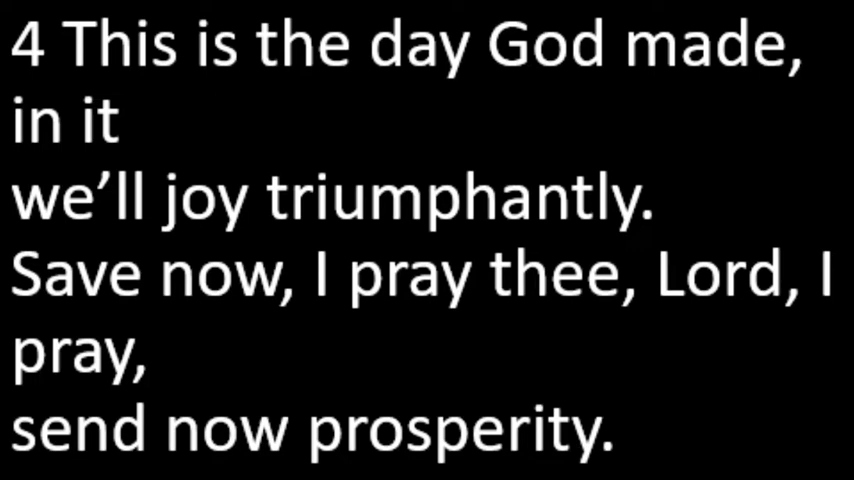 4 This is the day God made,
in it
we’ll joy triumphantly.
Save now, I pray thee, Lord, I
pray,
send now prosperity.